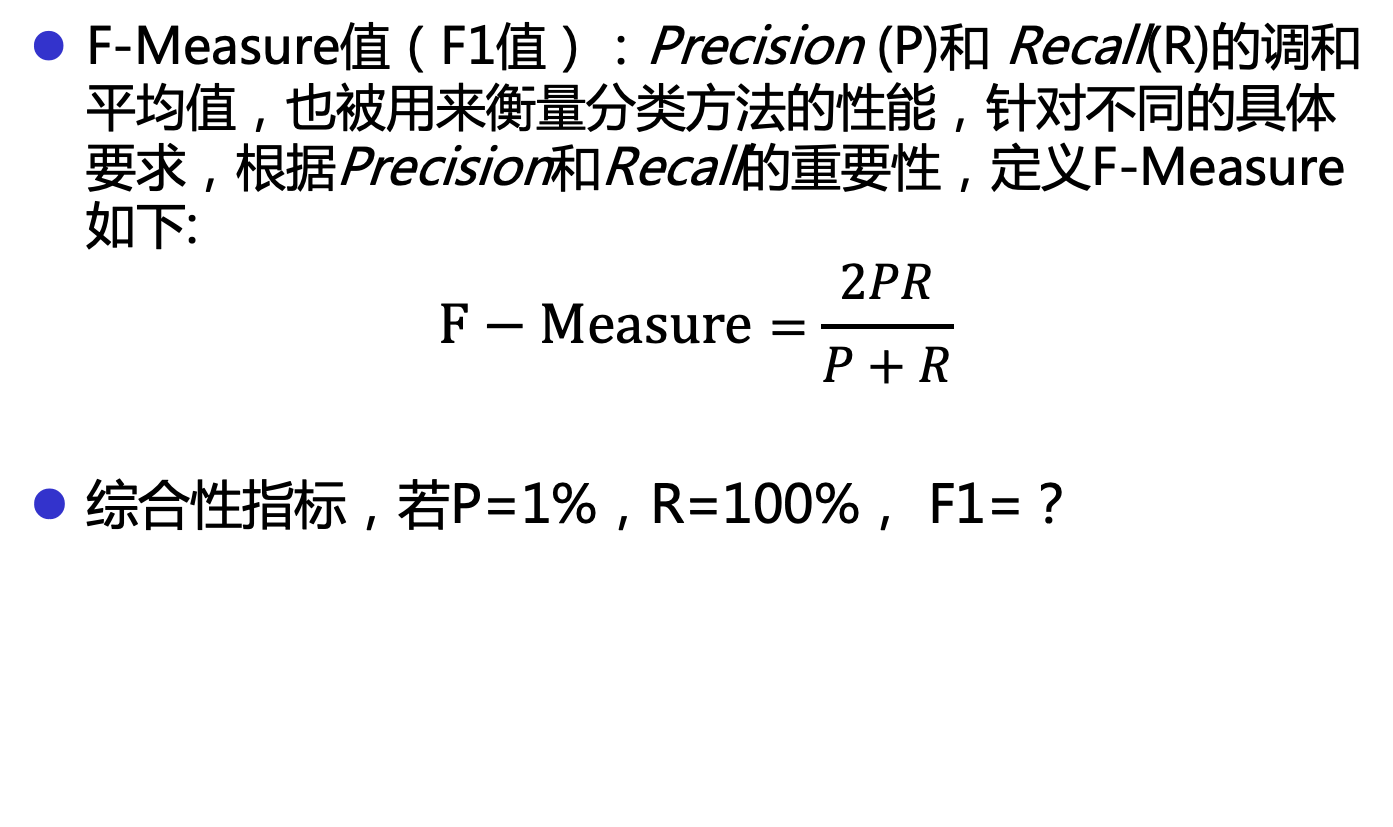 ● F-Measure值（F1值）：Precision (P)和 Recall(R)的调和
平均值，也被用来衡量分类方法的性能，针对不同的具体
要求，根据Precision和Recall的重要性，定义F-Measure
如下:
F − Measure = 2PR / P + R
● 综合性指标，若P=1%，R=100%， F1=？